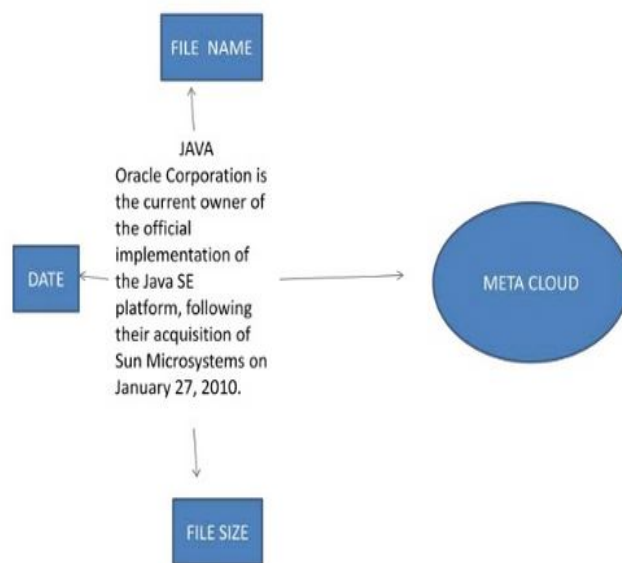 FILE NAME
JAVA
Oracle Corporation is
the current owner of
the official
implementation of
the Java SE
platform, following
their acquisition of
Sun Microsystems on
January 27, 2010.
DATE
META CLOUD
FILE SIZE